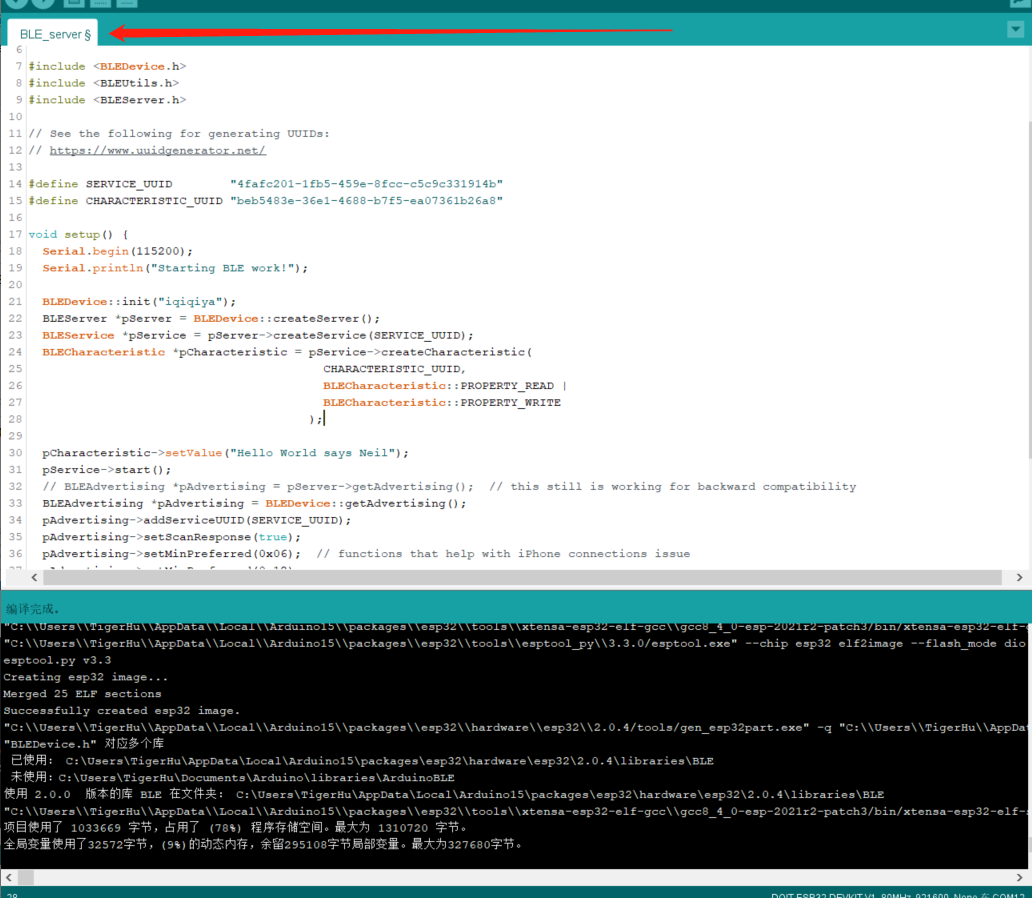 BLE_server §
6
7 #include <BLEDevice.h>
8 #include <BLEUtils.h>
9 #include <BLEServer.h>
10
11 // See the following for generating UUIDs:
12 // https://www.uuidgenerator.net/
13
14 #define SERVICE_UUID        "4fafc201-1fb5-459e-8fcc-c5c9c331914b"
15 #define CHARACTERISTIC_UUID "beb5483e-36e1-4688-b7f5-ea07361b26a8"
16
17 void setup() {
18   Serial.begin(115200);
19   Serial.println("Starting BLE work!");
20
21   BLEDevice::init("iqiqiya");
22   BLEServer *pServer = BLEDevice::createServer();
23   BLEService *pService = pServer->createService(SERVICE_UUID);
24   BLECharacteristic *pCharacteristic = pService->createCharacteristic(
25                                          CHARACTERISTIC_UUID,
26                                          BLECharacteristic::PROPERTY_READ |
27                                          BLECharacteristic::PROPERTY_WRITE
28                                        );
29
30   pCharacteristic->setValue("Hello World says Neil");
31   pService->start();
32   // BLEAdvertising *pAdvertising = pServer->getAdvertising();  // this still is working for backward compatibility
33   BLEAdvertising *pAdvertising = BLEDevice::getAdvertising();
34   pAdvertising->addServiceUUID(SERVICE_UUID);
35   pAdvertising->setScanResponse(true);
36   pAdvertising->setMinPreferred(0x06);  // functions that help with iPhone connections issue
编译完成。
"C:\\Users\\TigerHu\\AppData\\Local\\Arduino15\\packages\\esp32\\tools\\xtensa-esp32-elf-gcc\\gcc8_4_0-esp-2021r2-patch3/bin/xtensa-esp32-elf-
"C:\\Users\\TigerHu\\AppData\\Local\\Arduino15\\packages\\esp32\\tools\\esptool_py\\3.3.0/esptool.exe" --chip esp32 elf2image --flash_mode dio
esptool.py v3.3
Creating esp32 image...
Merged 25 ELF sections
Successfully created esp32 image.
"C:\\Users\\TigerHu\\AppData\\Local\\Arduino15\\packages\\esp32\\hardware\\esp32\\2.0.4/tools/gen_esp32part.exe" -q "C:\\Users\\TigerHu\\AppDat
"BLEDevice.h" 对应多个库
已使用： C:\Users\TigerHu\AppData\Local\Arduino15\packages\esp32\hardware\esp32\2.0.4\libraries\BLE
未使用：C:\Users\TigerHu\Documents\Arduino\libraries\ArduinoBLE
使用 2.0.0  版本的库 BLE 在文件夹： C:\Users\TigerHu\AppData\Local\Arduino15\packages\esp32\hardware\esp32\2.0.4\libraries\BLE
"C:\\Users\\TigerHu\\AppData\\Local\\Arduino15\\packages\\esp32\\tools\\xtensa-esp32-elf-gcc\\gcc8_4_0-esp-2021r2-patch3/bin/xtensa-esp32-elf-
项目使用了 1033669 字节，占用了 (78%) 程序存储空间。最大为 1310720 字节。
全局变量使用了32572字节，(9%)的动态内存，余留295108字节局部变量。最大为327680字节。
28 DOIT ESP32 DEVKIT V1, 80MHz, 921600, None 在 COM12